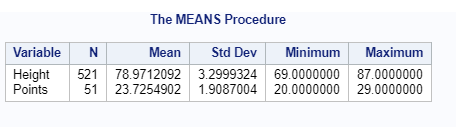 The MEANS Procedure
Variable N Mean Std Dev Minimum Maximum
Height 521 78.9712092 3.2999324 69.0000000 87.0000000
Points 51 23.7254902 1.9087004 20.0000000 29.0000000